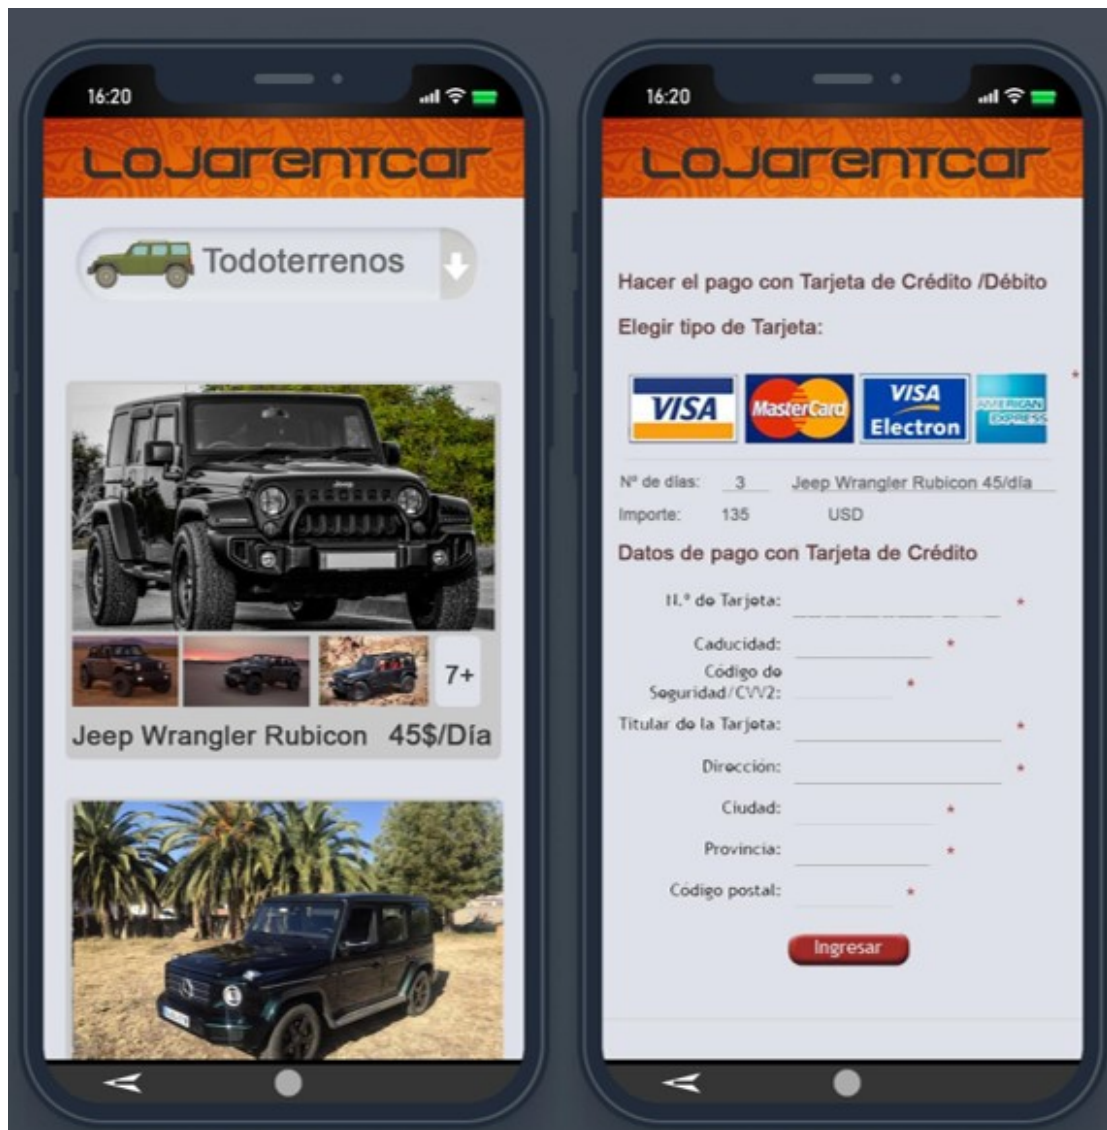 16:20
LOJarentcar
Todoterrenos
Jeep
7+
Jeep Wrangler Rubicon 45$/Día
16:20
LOJarentcar
Hacer el pago con Tarjeta de Crédito /Débito
Elegir tipo de Tarjeta:
*
VISA MasterCard VISA Electron AMERICAN EXPRESS
Nº de días: 3 Jeep Wrangler Rubicon 45/día
Importe: 135 USD
Datos de pago con Tarjeta de Crédito
N.º de Tarjeta: *
Caducidad: *
Código de
Seguridad/CVV2: *
Titular de la Tarjeta: *
Dirección: *
Ciudad: *
Provincia: *
Código postal: *
Ingresar